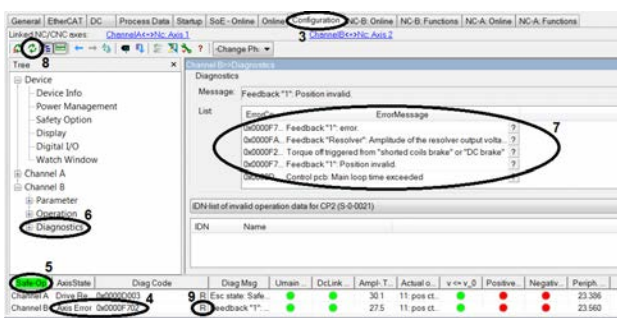 General EtherCAT DC Process Data Startup SoE - Online Online Configuration NC-B: Online NC-B: Functions NC-A: Online NC-A: Functions
Linked NC/CNC axes: ChannelA<->Nc: Axis 1 ChannelB<->Nc: Axis 2
3
-Change Ph.
8
Tree × Channel B>>Diagnostics
Device
Device Info
Power Management
Safety Option
Display
Digital I/O
Watch Window
Channel A
Channel B
Parameter
Operation
Diagnostics
6
Diagnostics
Message: Feedback "1": Position invalid.
List
ErrorCo... ErrorMessage
0x0000F7... Feedback "1": error. ?
0x0000FA... Feedback "Resolver": Amplitude of the resolver output volta... ?
0x0000F2... Torque off triggered from "shorted coils brake" or "DC brake" ?
0x0000F7... Feedback "1": Position invalid. ?
0x0000D... Control pcb: Main loop time exceeded ?
7
IDN-list of invalid operation data for CP2 (S-0-0021)
IDN Name
5
Safe-Op AxisState Diag Code Diag Msg Umain... DcLink... Ampl- T... Actual o... v <= v_0 Positive... Negativ... Periph...
Channel A Drive Re... 0x0000D003 4 9 R Esc state: Safe... 30.1 11: pos ct... 23.386
Channel B Axis Error 0x0000F702 R Feedback "1":... 27.5 11: pos ct... 23.560